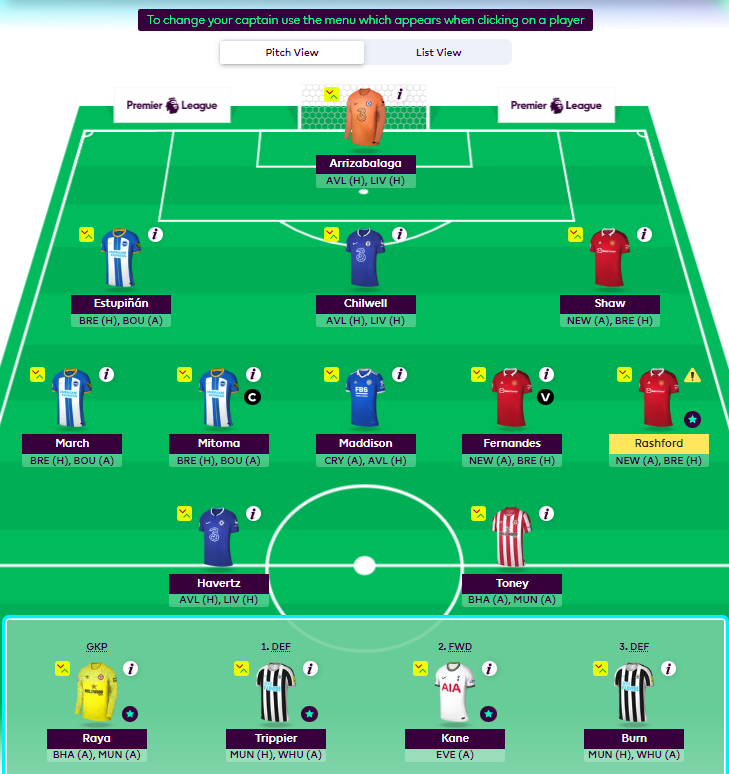 To change your captain use the menu which appears when clicking on a player
Pitch View
List View
Premier League
Premier League
Arrizabalaga
AVL (H), LIV (H)
Estupiñán
BRE (H), BOU (A)
Chilwell
AVL (H), LIV (H)
Shaw
NEW (A), BRE (H)
March
BRE (H), BOU (A)
Mitoma
BRE (H), BOU (A)
C
Maddison
CRY (A), AVL (H)
FBS
Fernandes
NEW (A), BRE (H)
V
Rashford
NEW (A), BRE (H)
Havertz
AVL (H), LIV (H)
Toney
BHA (A), MUN (A)
GKP
Raya
BHA (A), MUN (A)
1. DEF
Trippier
MUN (H), WHU (A)
2. FWD
AIA
Kane
EVE (A)
3. DEF
Burn
MUN (H), WHU (A)